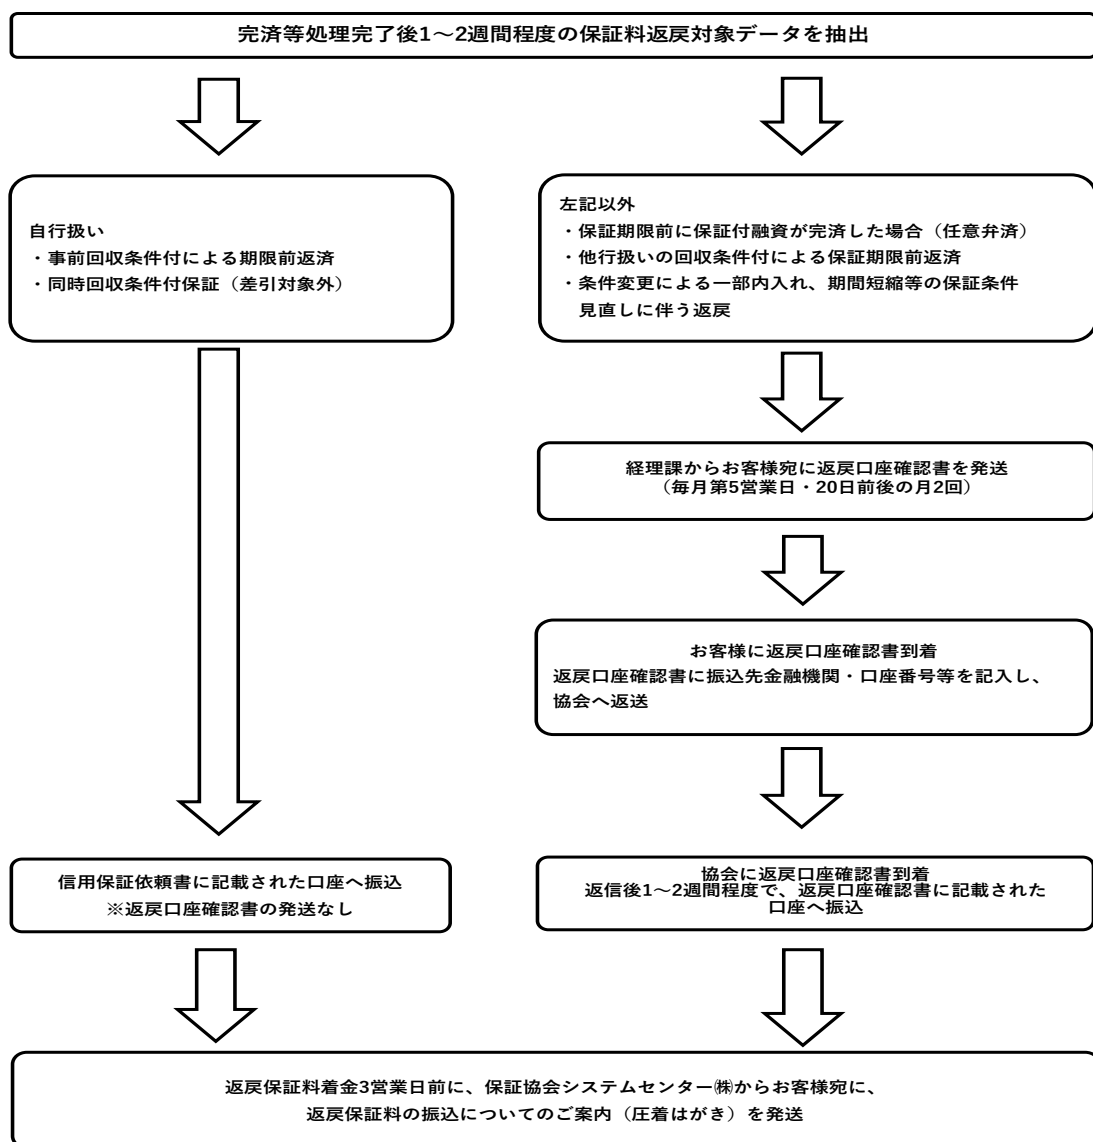 完済等処理完了後1～2週間程度の保証料返戻対象データを抽出
自行扱い
・事前回収条件付による期限前返済
・同時回収条件付保証（差引対象外）
左記以外
・保証期限前に保証付融資が完済した場合（任意弁済）
・他行扱いの回収条件付による保証期限前返済
・条件変更による一部内入れ、期間短縮等の保証条件
見直しに伴う返戻
経理課からお客様宛に返戻口座確認書を発送
（毎月第5営業日・20日前後の月2回）
お客様に返戻口座確認書到着
返戻口座確認書に振込先金融機関・口座番号等を記入し、
協会へ返送
信用保証依頼書に記載された口座へ振込
※返戻口座確認書の発送なし
協会に返戻口座確認書到着
返信後1～2週間程度で、返戻口座確認書に記載された
口座へ振込
返戻保証料着金3営業日前に、保証協会システムセンター㈱からお客様宛に、
返戻保証料の振込についてのご案内（圧着はがき）を発送